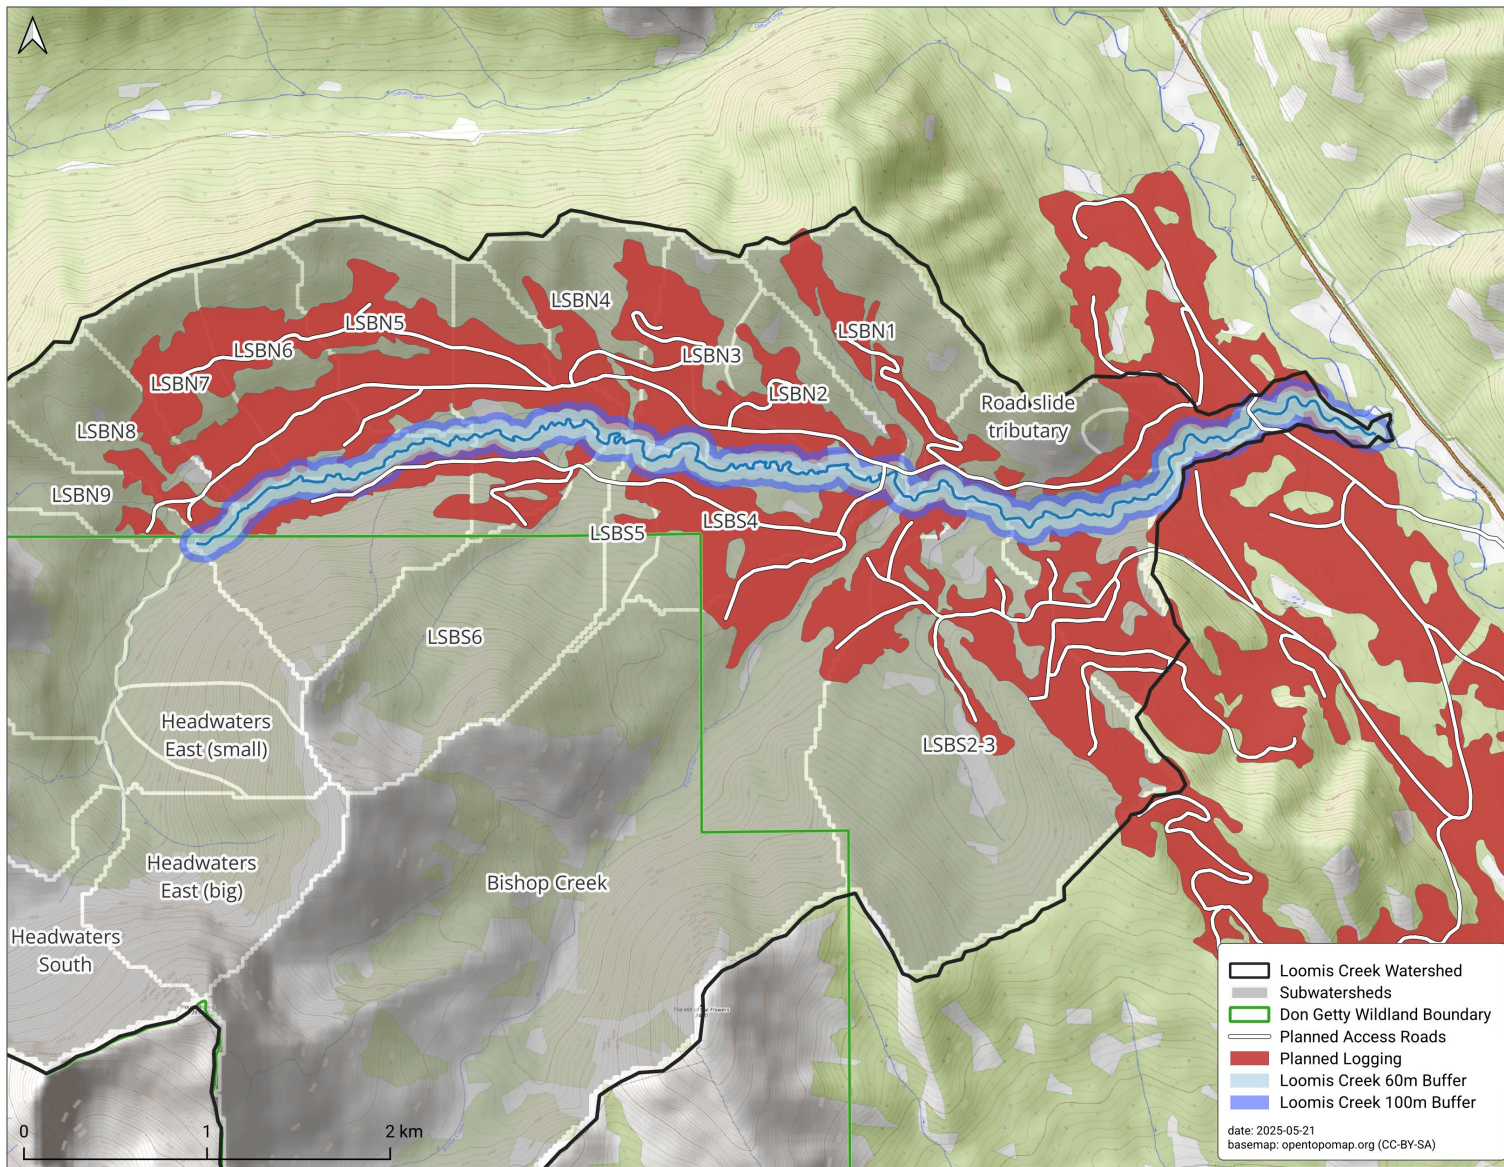 LSBN4
LSBN5
LSBN1
LSBN6
LSBN3
LSBN7
LSBN2
Road slide
tributary
LSBN8
LSBN9
LSBS4
LSBS5
LSBS6
Headwaters
East (small)
LSBS2-3
Headwaters
East (big)
Bishop Creek
Headwaters
South
Loomis Creek Watershed
Subwatersheds
Don Getty Wildland Boundary
Planned Access Roads
Planned Logging
Loomis Creek 60m Buffer
Loomis Creek 100m Buffer
date: 2025-05-21
basemap: opentopomap.org (CC-BY-SA)
0 1 2 km